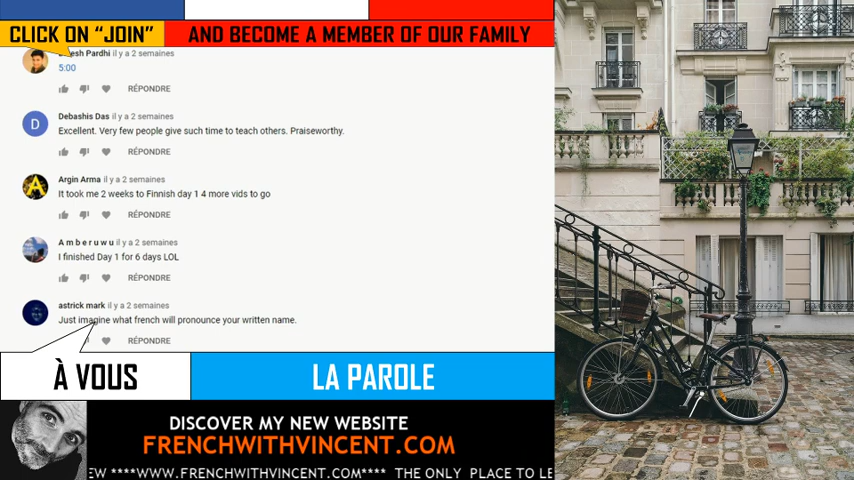 CLICK ON “JOIN”
AND BECOME A MEMBER OF OUR FAMILY
Pardhi il y a 2 semaines
5:00
RÉPONDRE
D
Debashis Das il y a 2 semaines
Excellent. Very few people give such time to teach others. Praiseworthy.
RÉPONDRE
Argin Arma il y a 2 semaines
It took me 2 weeks to Finnish day 1 4 more vids to go
RÉPONDRE
A m b e r u w u il y a 2 semaines
I finished Day 1 for 6 days LOL
RÉPONDRE
astrick mark il y a 2 semaines
Just imagine what french will pronounce your written name.
RÉPONDRE
À VOUS
LA PAROLE
DISCOVER MY NEW WEBSITE
FRENCHWITHVINCENT.COM
EW ****WWW.FRENCHWITHVINCENT.COM**** THE ONLY PLACE TO LE